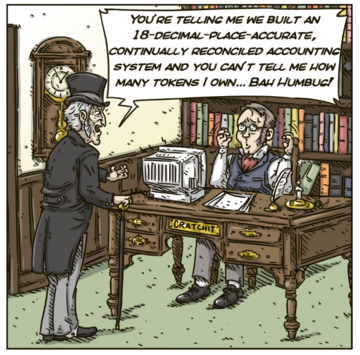 You're telling me we built an
18-decimal-place-accurate,
continually reconciled accounting
system and you can't tell me how
many tokens I own... Bah Humbug!
CRATCHIT